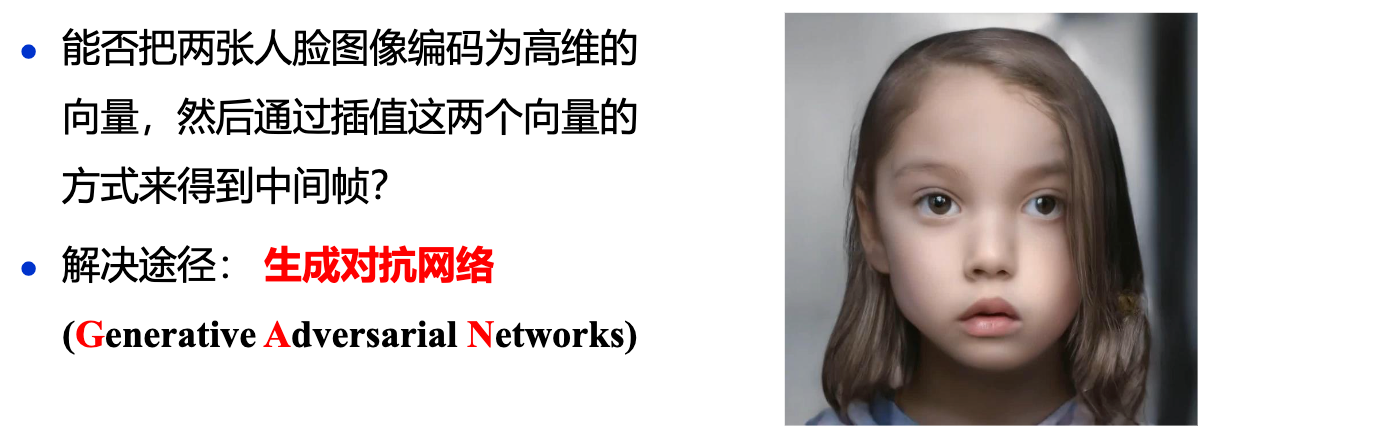 能否把两张人脸图像编码为高维的
向量，然后通过插值这两个向量的
方式来得到中间帧？
解决途径： 生成对抗网络
(Generative Adversarial Networks)